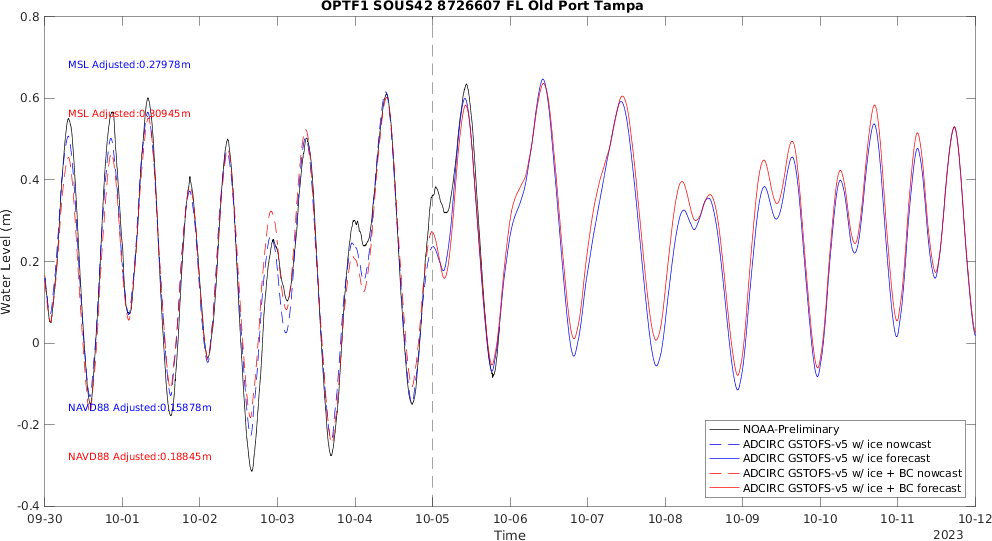 OPTF1 SOUS42 8726607 FL Old Port Tampa
0.8
0.6
0.4
0.2
0
-0.2
-0.4
Water Level (m)
MSL Adjusted:0.27978m
MSL Adjusted:0.30945m
NAVD88 Adjusted:0.15878m
NAVD88 Adjusted:0.18845m
NOAA-Preliminary
ADCIRC GSTOFS-v5 w/ ice nowcast
ADCIRC GSTOFS-v5 w/ ice forecast
ADCIRC GSTOFS-v5 w/ ice + BC nowcast
ADCIRC GSTOFS-v5 w/ ice + BC forecast
09-30 10-01 10-02 10-03 10-04 10-05 10-06 10-07 10-08 10-09 10-10 10-11 10-12
Time
2023